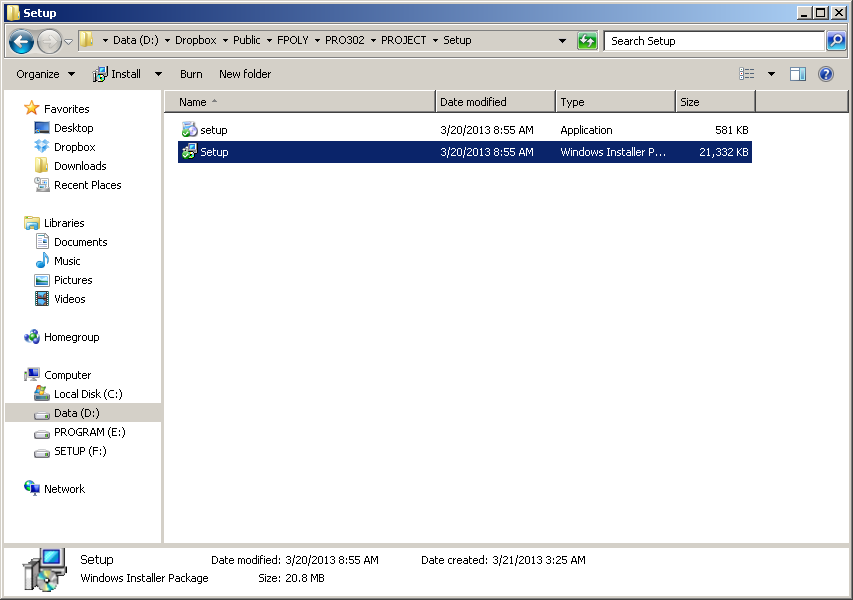 Setup
Data (D:) Dropbox Public FPOLY PRO302 PROJECT Setup
Search Setup
Organize Install Burn New folder
Name Date modified Type Size
setup 3/20/2013 8:55 AM Application 581 KB
Setup 3/20/2013 8:55 AM Windows Installer P... 21,332 KB
Favorites
Desktop
Dropbox
Downloads
Recent Places
Libraries
Documents
Music
Pictures
Videos
Homegroup
Computer
Local Disk (C:)
Data (D:)
PROGRAM (E:)
SETUP (F:)
Network
Setup Date modified: 3/20/2013 8:55 AM Date created: 3/21/2013 3:25 AM
Windows Installer Package Size: 20.8 MB